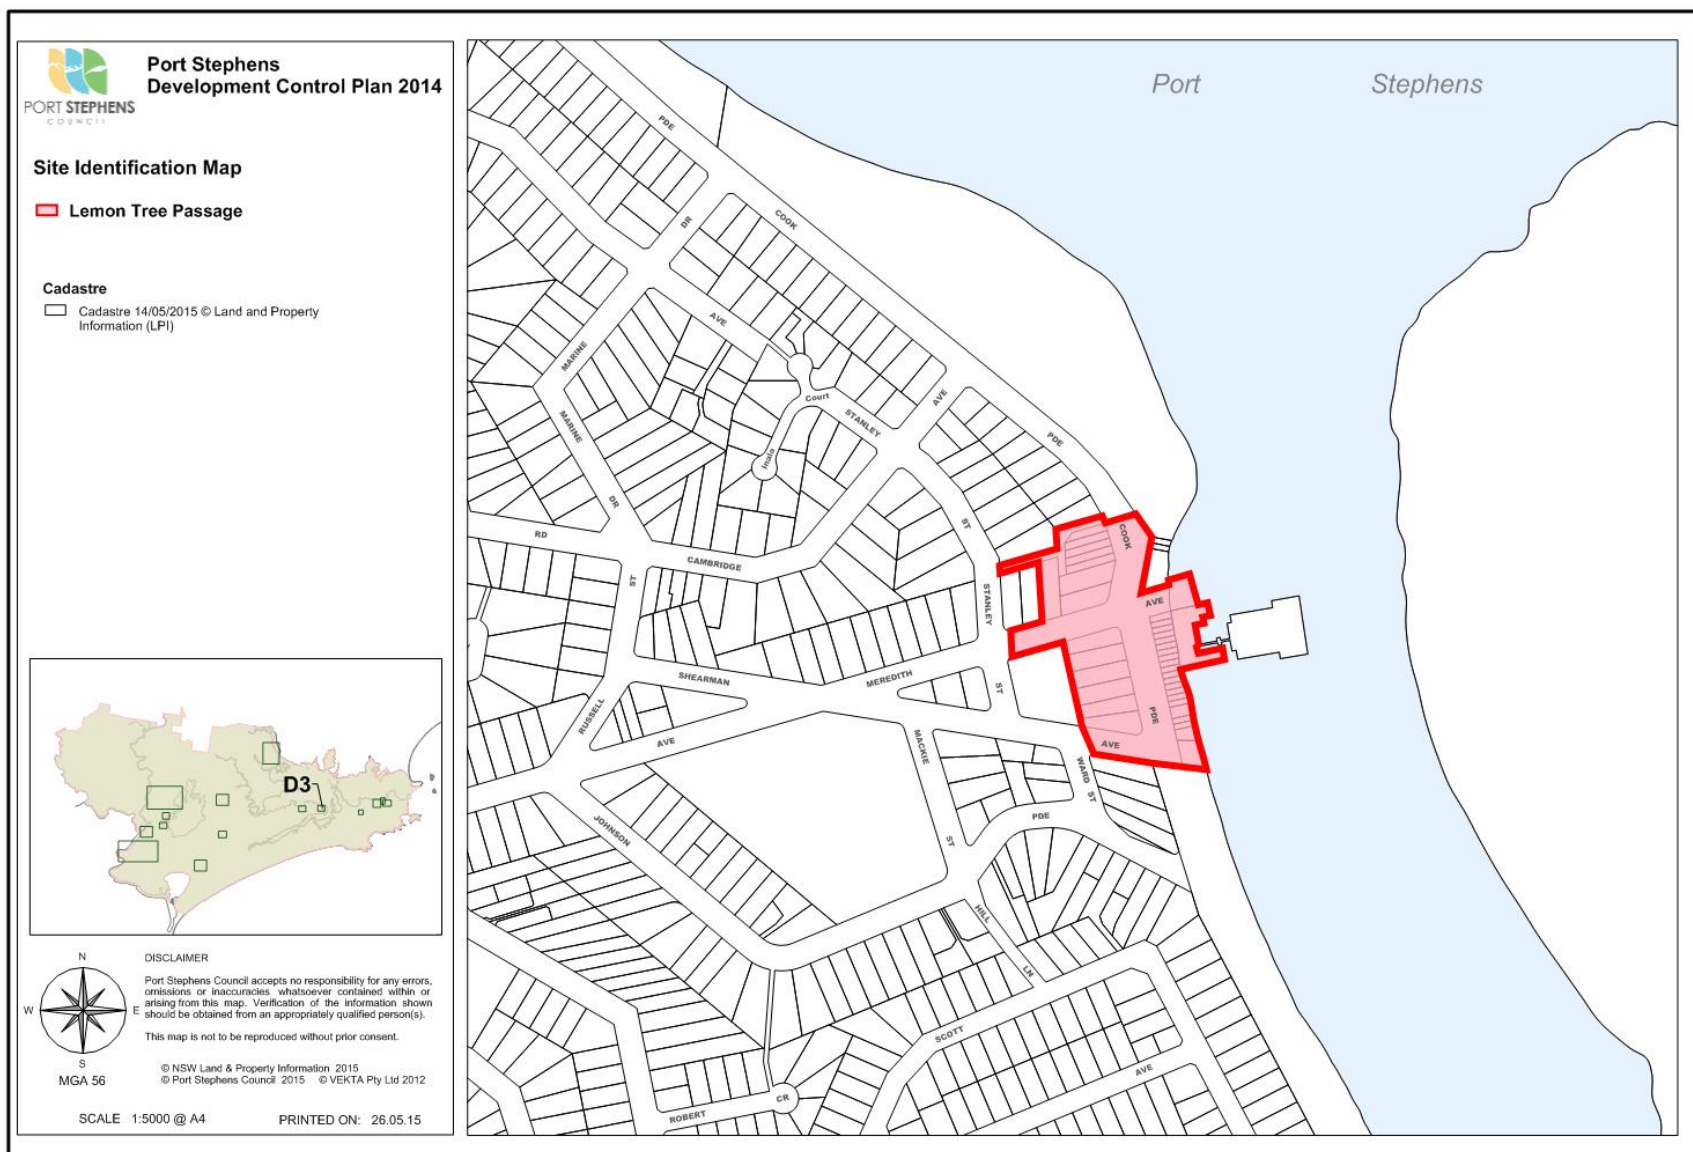 Port Stephens
Development Control Plan 2014
PORT STEPHENS
COUNCIL
Site Identification Map
Lemon Tree Passage
Cadastre
Cadastre 14/05/2015 © Land and Property
Information (LPI)
D3
N
W
E
S
MGA 56
DISCLAIMER
Port Stephens Council accepts no responsibility for any errors,
omissions or inaccuracies whatsoever contained within or
arising from this map. Verification of the information shown
should be obtained from an appropriately qualified person(s).
This map is not to be reproduced without prior consent.
© NSW Land & Property Information 2015
© Port Stephens Council 2015 © VEKTA Pty Ltd 2012
SCALE 1:5000 @ A4
PRINTED ON: 26.05.15
Port Stephens
PDE
COOK
DR
AVE
MARINE
MARINE
Court
STANLEY
AVE
PDE
Inala
DR
RD
ST
CAMBRIDGE
ST
STANLEY
COOK
AVE
SHEARMAN
MEREDITH
ST
RUSSELL
AVE
MACKIE
PDE
AVE
WARD ST
JOHNSON
PDE
ST
HILL
LN
SCOTT
AVE
ROBERT
CR